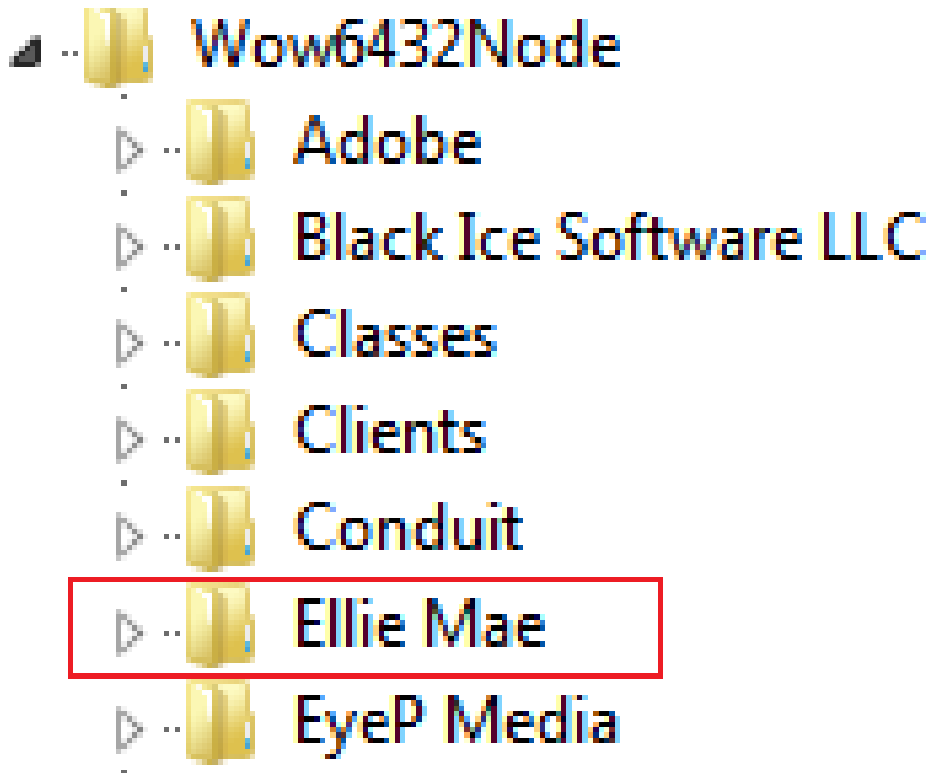 Wow6432Node
Adobe
Black Ice Software LLC
Classes
Clients
Conduit
Ellie Mae
EyeP Media